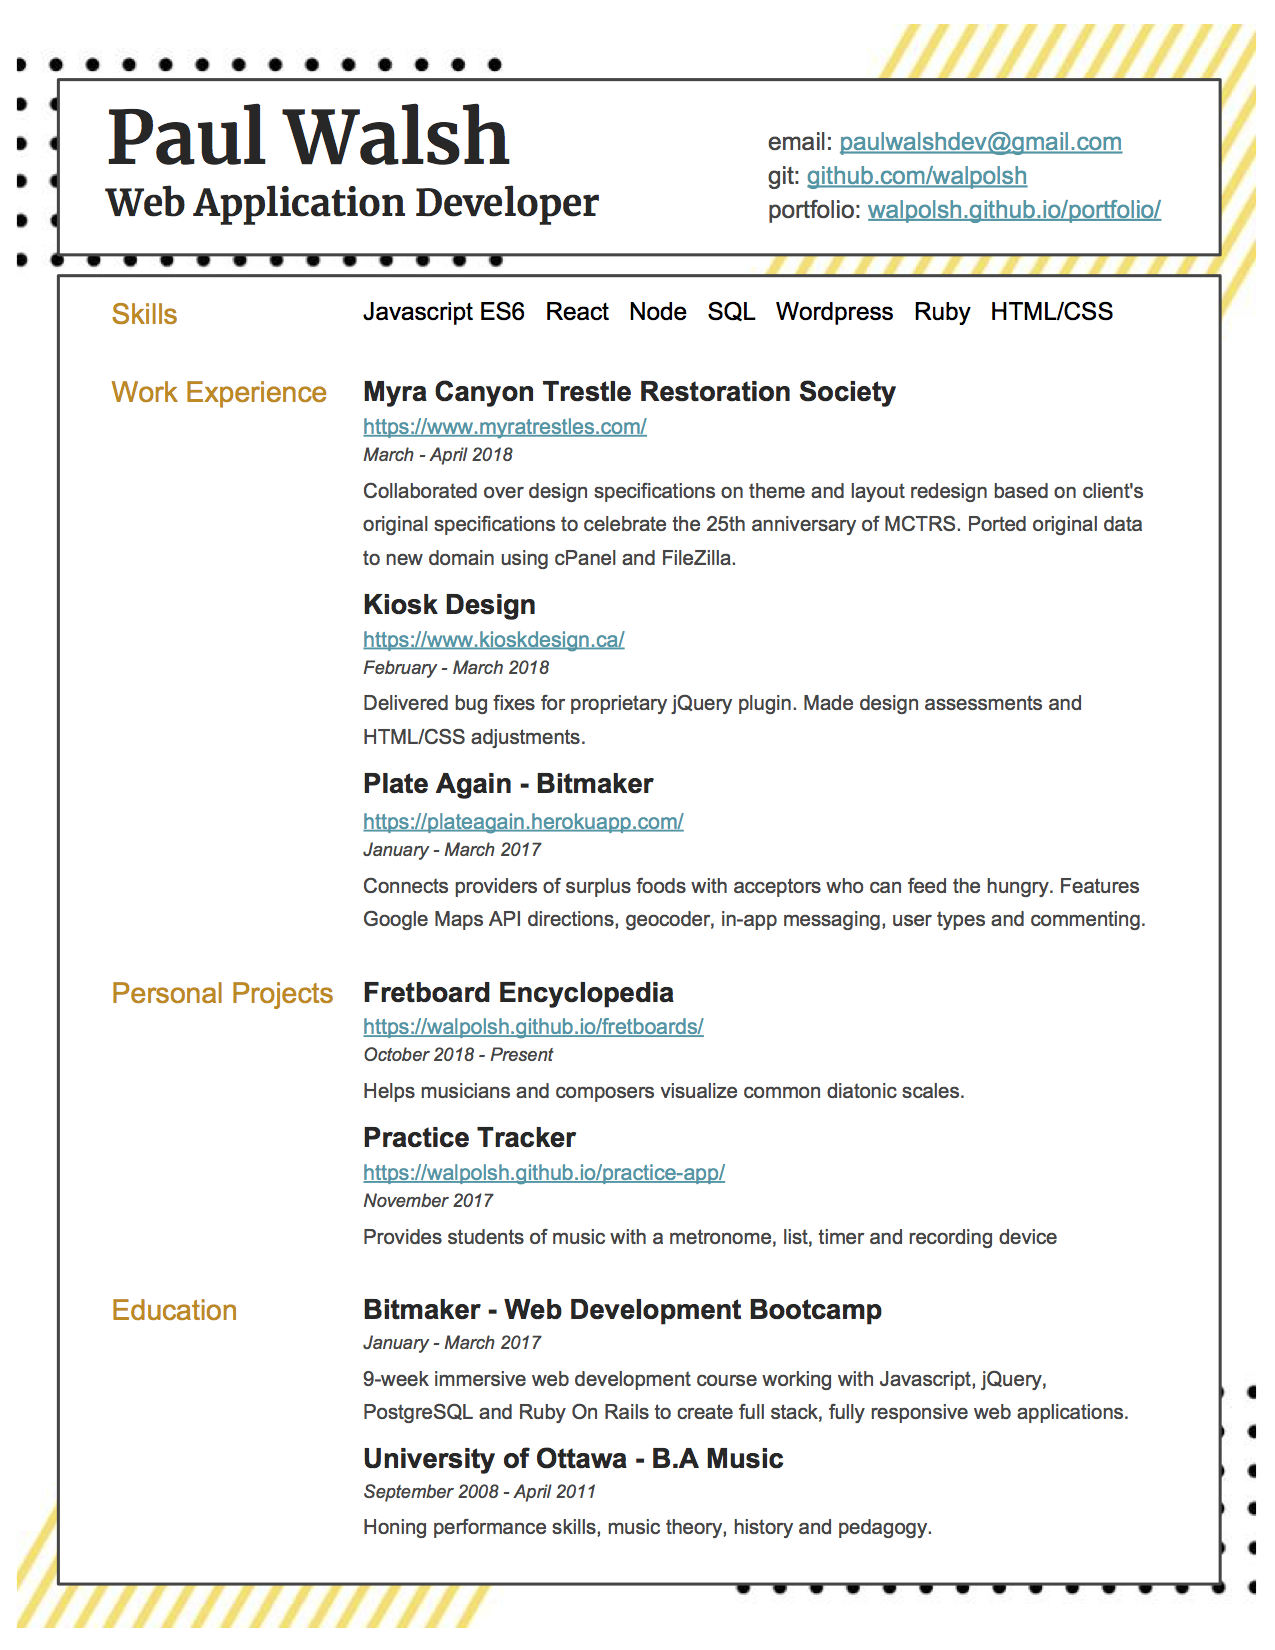 Paul Walsh
Web Application Developer
email: paulwalshdev@gmail.com
git: github.com/walpolsh
portfolio: walpolsh.github.io/portfolio/
Skills
Javascript ES6 React Node SQL Wordpress Ruby HTML/CSS
Work Experience
Myra Canyon Trestle Restoration Society
https://www.myratrestles.com/
March - April 2018
Collaborated over design specifications on theme and layout redesign based on client's
original specifications to celebrate the 25th anniversary of MCTRS. Ported original data
to new domain using cPanel and FileZilla.
Kiosk Design
https://www.kioskdesign.ca/
February - March 2018
Delivered bug fixes for proprietary jQuery plugin. Made design assessments and
HTML/CSS adjustments.
Plate Again - Bitmaker
https://plateagain.herokuapp.com/
January - March 2017
Connects providers of surplus foods with acceptors who can feed the hungry. Features
Google Maps API directions, geocoder, in-app messaging, user types and commenting.
Personal Projects
Fretboard Encyclopedia
https://walpolsh.github.io/fretboards/
October 2018 - Present
Helps musicians and composers visualize common diatonic scales.
Practice Tracker
https://walpolsh.github.io/practice-app/
November 2017
Provides students of music with a metronome, list, timer and recording device
Education
Bitmaker - Web Development Bootcamp
January - March 2017
9-week immersive web development course working with Javascript, jQuery,
PostgreSQL and Ruby On Rails to create full stack, fully responsive web applications.
University of Ottawa - B.A Music
September 2008 - April 2011
Honing performance skills, music theory, history and pedagogy.